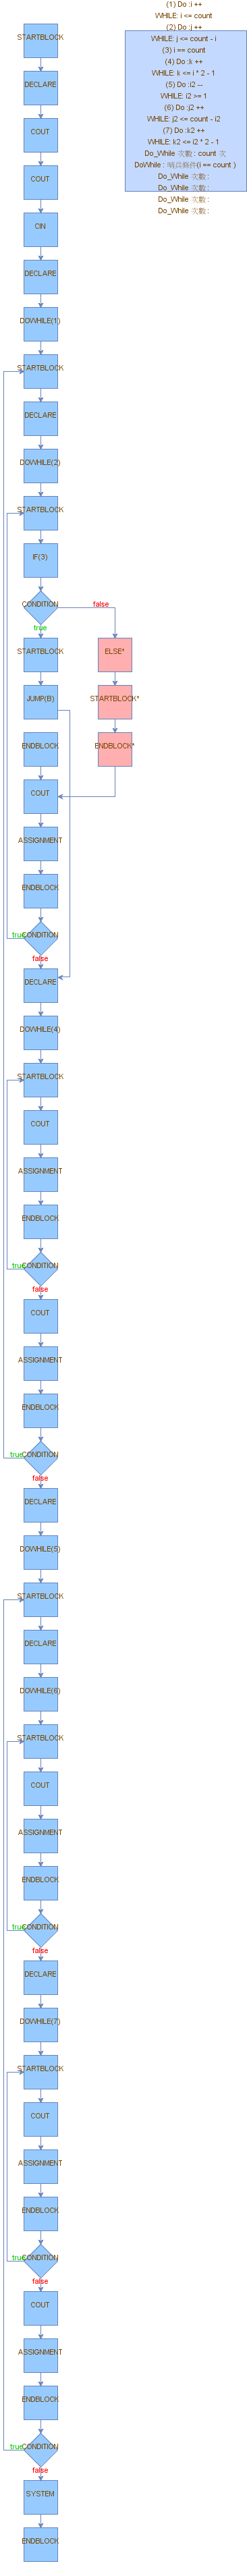 (1) Do :i ++
WHILE: i <= count
(2) Do :j ++
WHILE: j <= count - i
(3) i == count
(4) Do :k ++
WHILE: k <= i * 2 - 1
(5) Do :i2 --
WHILE: i2 >= 1
(6) Do :j2 ++
WHILE: j2 <= count - i2
(7) Do :k2 ++
WHILE: k2 <= i2 * 2 - 1
Do_While 次數 : count 次
DoWhile : 哨兵條件(i == count )
Do_While 次數 :
Do_While 次數 :
Do_While 次數 :
Do_While 次數 :
STARTBLOCK
DECLARE
COUT
COUT
CIN
DECLARE
DOWHILE(1)
STARTBLOCK
DECLARE
DOWHILE(2)
STARTBLOCK
IF(3)
CONDITION
false
true
STARTBLOCK
ELSE*
JUMP(B)
STARTBLOCK*
ENDBLOCK
ENDBLOCK*
COUT
ASSIGNMENT
ENDBLOCK
true
CONDITION
false
DECLARE
DOWHILE(4)
STARTBLOCK
COUT
ASSIGNMENT
ENDBLOCK
true
CONDITION
false
COUT
ASSIGNMENT
ENDBLOCK
true
CONDITION
false
DECLARE
DOWHILE(5)
STARTBLOCK
DECLARE
DOWHILE(6)
STARTBLOCK
COUT
ASSIGNMENT
ENDBLOCK
true
CONDITION
false
DECLARE
DOWHILE(7)
STARTBLOCK
COUT
ASSIGNMENT
ENDBLOCK
true
CONDITION
false
COUT
ASSIGNMENT
ENDBLOCK
true
CONDITION
false
SYSTEM
ENDBLOCK